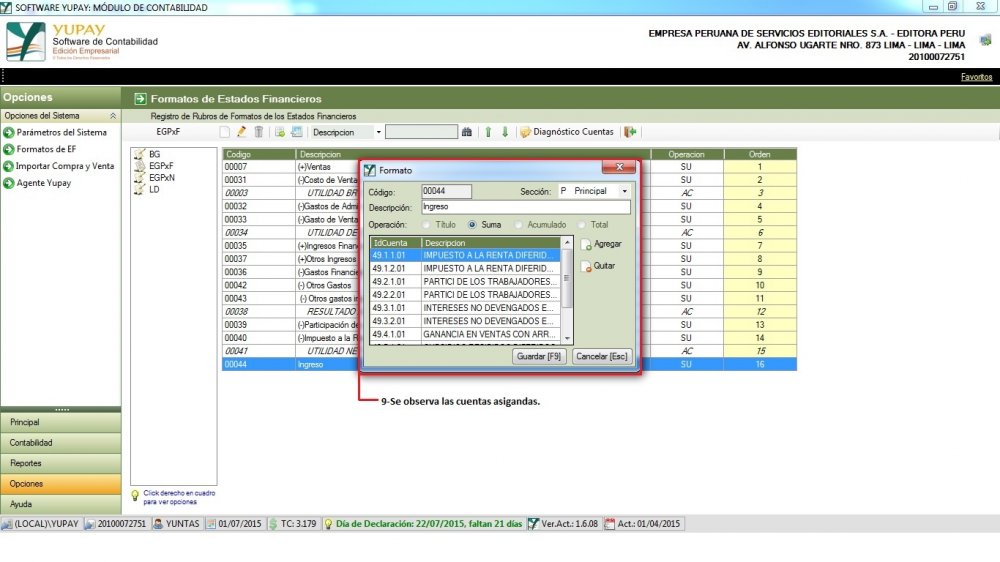 SOFTWARE YUPAY: MÓDULO DE CONTABILIDAD
YUPAY
Software de Contabilidad
Edición Empresarial
EMPRESA PERUANA DE SERVICIOS EDITORIALES S.A. - EDITORA PERU
AV. ALFONSO UGARTE NRO. 873 LIMA - LIMA - LIMA
20100072751
Favoritos
Opciones
Formatos de Estados Financieros
Opciones del Sistema
Registro de Rubros de Formatos de los Estados Financieros
Parámetros del Sistema
Formatos de EF
Importar Compra y Venta
Agente Yupay
EGPxF
Descripcion
Diagnóstico Cuentas
BG
EGPxF
EGPxN
LD
Codigo Descripcion Operacion Orden
00007 (+)Ventas SU 1
00031 (-)Costo de Venta SU 2
00003 UTILIDAD BR AC 3
00032 (-)Gastos de Admi SU 4
00033 (-)Gasto de Venta SU 5
00034 UTILIDAD DE AC 6
00035 (+)Ingresos Finan SU 7
00037 (+)Otros Ingresos SU 8
00036 (-)Gastos Financie SU 9
00042 (-) Otros Gastos SU 10
00043 (-) Otros gastos i SU 11
00038 RESULTADO AC 12
00039 (-)Participación de SU 13
00040 (-)Impuesto a la R SU 14
00041 UTILIDAD NE AC 15
00044 Ingreso SU 16
Formato
Código: 00044 Sección: P Principal
Descripción: Ingreso
Operación: Título Suma Acumulado Total
IdCuenta Descripcion
49.1.1.01 IMPUESTO A LA RENTA DIFERID...
49.1.2.01 IMPUESTO A LA RENTA DIFERID...
49.2.1.01 PARTICI DE LOS TRABAJADORES...
49.2.2.01 PARTICI DE LOS TRABAJADORES...
49.3.1.01 INTERESES NO DEVENGADOS E...
49.3.2.01 INTERESES NO DEVENGADOS E...
49.4.1.01 GANANCIA EN VENTAS CON ARR...
Agregar
Quitar
Guardar [F9] Cancelar [Esc]
9-Se observa las cuentas asigandas.
Principal
Contabilidad
Reportes
Opciones
Ayuda
Click derecho en cuadro
para ver opciones
(LOCAL)\YUPAY 20100072751 YUNTAS 01/07/2015 TC: 3.179 Día de Declaración: 22/07/2015, faltan 21 días Ver.Act.: 1.6.08 Act.: 01/04/2015